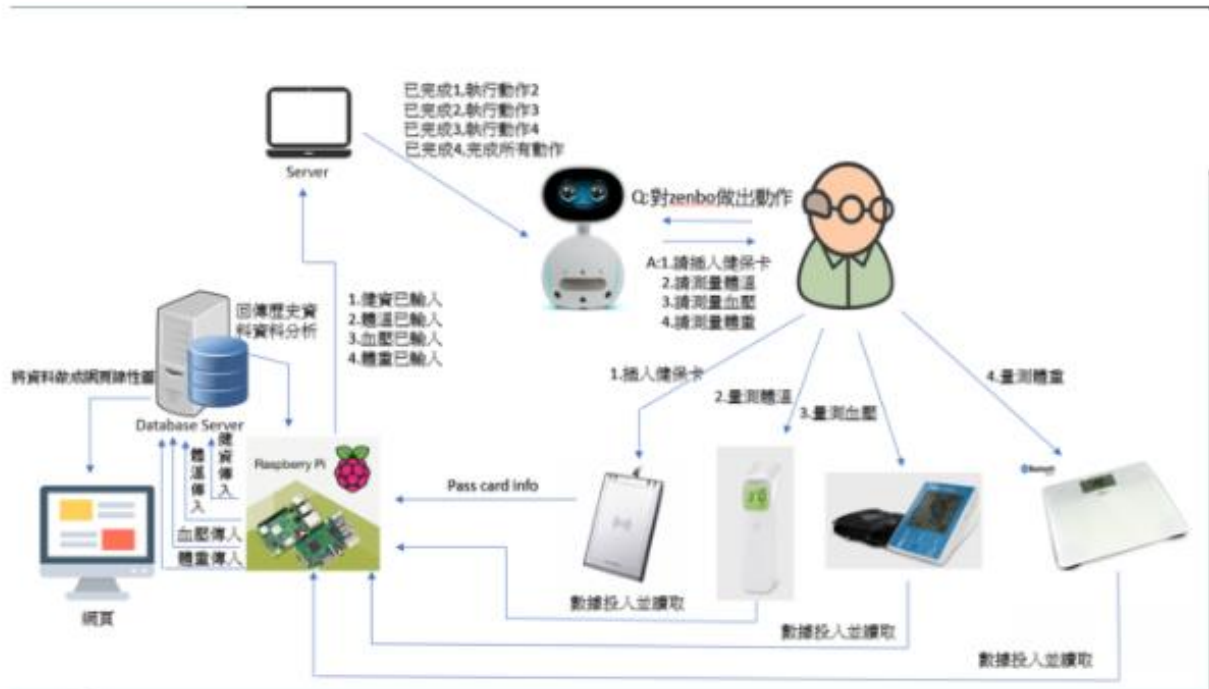 已完成1,執行動作2
已完成2,執行動作3
已完成3,執行動作4
已完成4,完成所有動作
Server
Q:對zenbo做出動作
A:1.請插入健保卡
2.請測量體溫
3.請測量血壓
4.請測量體重
1.健資已輸入
2.體溫已輸入
3.血壓已輸入
4.體重已輸入
回傳歷史資
料資料分析
將資料做成網頁線性圖
Database Server
1.插入健保卡
2.量測體溫
3.量測血壓
4.量測體重
健資傳入
體溫傳入
血壓傳入
體重傳入
Raspberry Pi
Pass card info
Bluetooth
網頁
數據投入並讀取
數據投入並讀取
數據投入並讀取